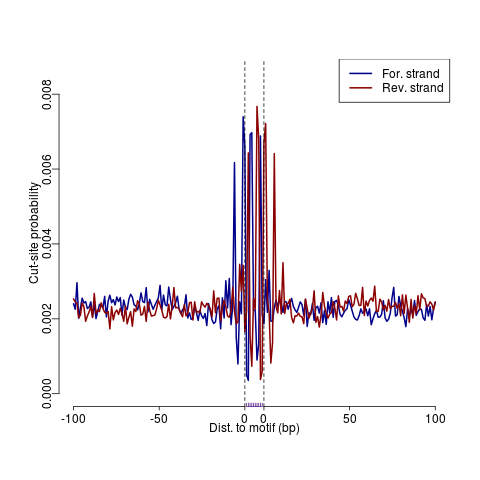 For. strand
Rev. strand
Cut-site probability
0.008
0.006
0.004
0.002
0.000
-100 -50 0 0 50 100
Dist. to motif (bp)